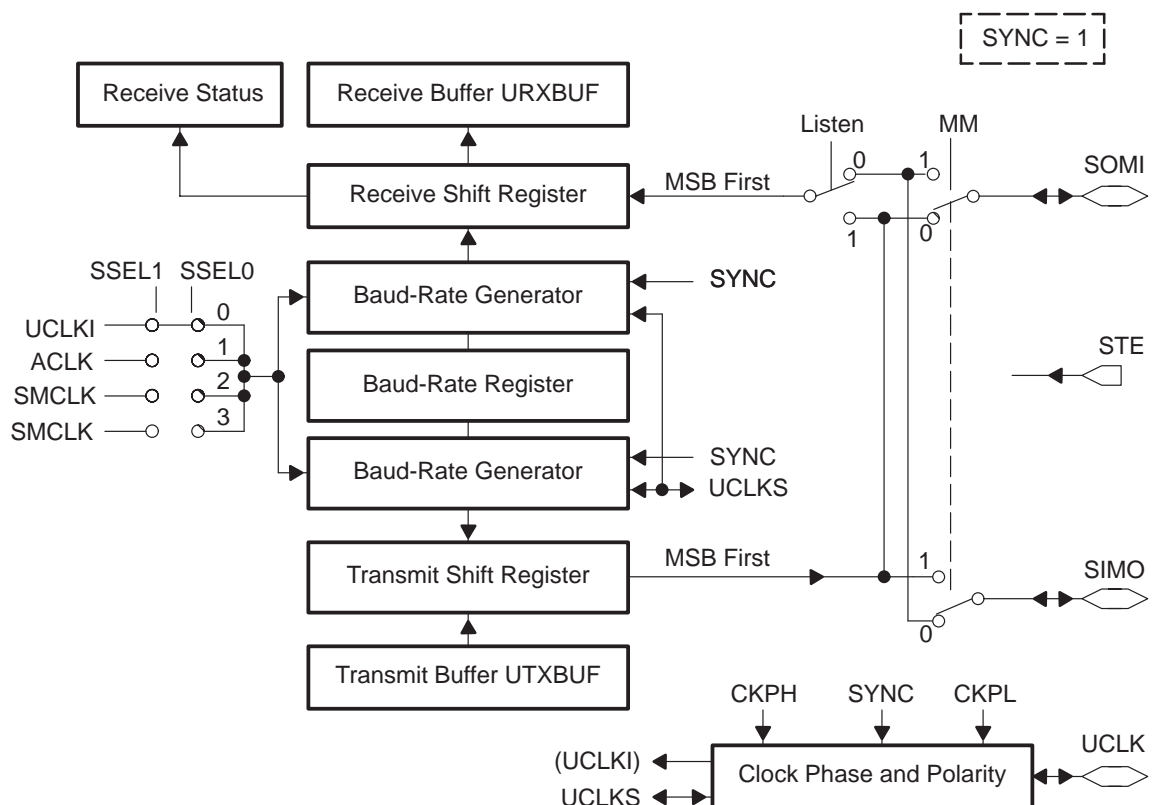 SYNC = 1
Receive Status
Receive Buffer URXBUF
Listen
MM
0
1
SOMI
Receive Shift Register
MSB First
1
0
SSEL1
SSEL0
Baud-Rate Generator
SYNC
UCLKI
0
ACLK
1
Baud-Rate Register
STE
SMCLK
2
SMCLK
3
Baud-Rate Generator
SYNC
UCLKS
Transmit Shift Register
MSB First
1
SIMO
0
Transmit Buffer UTXBUF
CKPH
SYNC
CKPL
UCLK
(UCLKI)
Clock Phase and Polarity
UCLKS